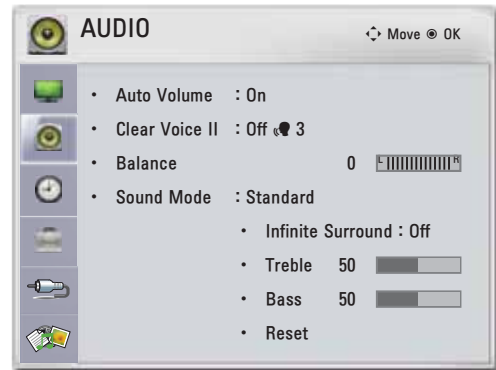 AUDIO Move OK
• Auto Volume : On
• Clear Voice II : Off 3
• Balance 0 L R
• Sound Mode : Standard
• Infinite Surround : Off
• Treble 50
• Bass 50
• Reset